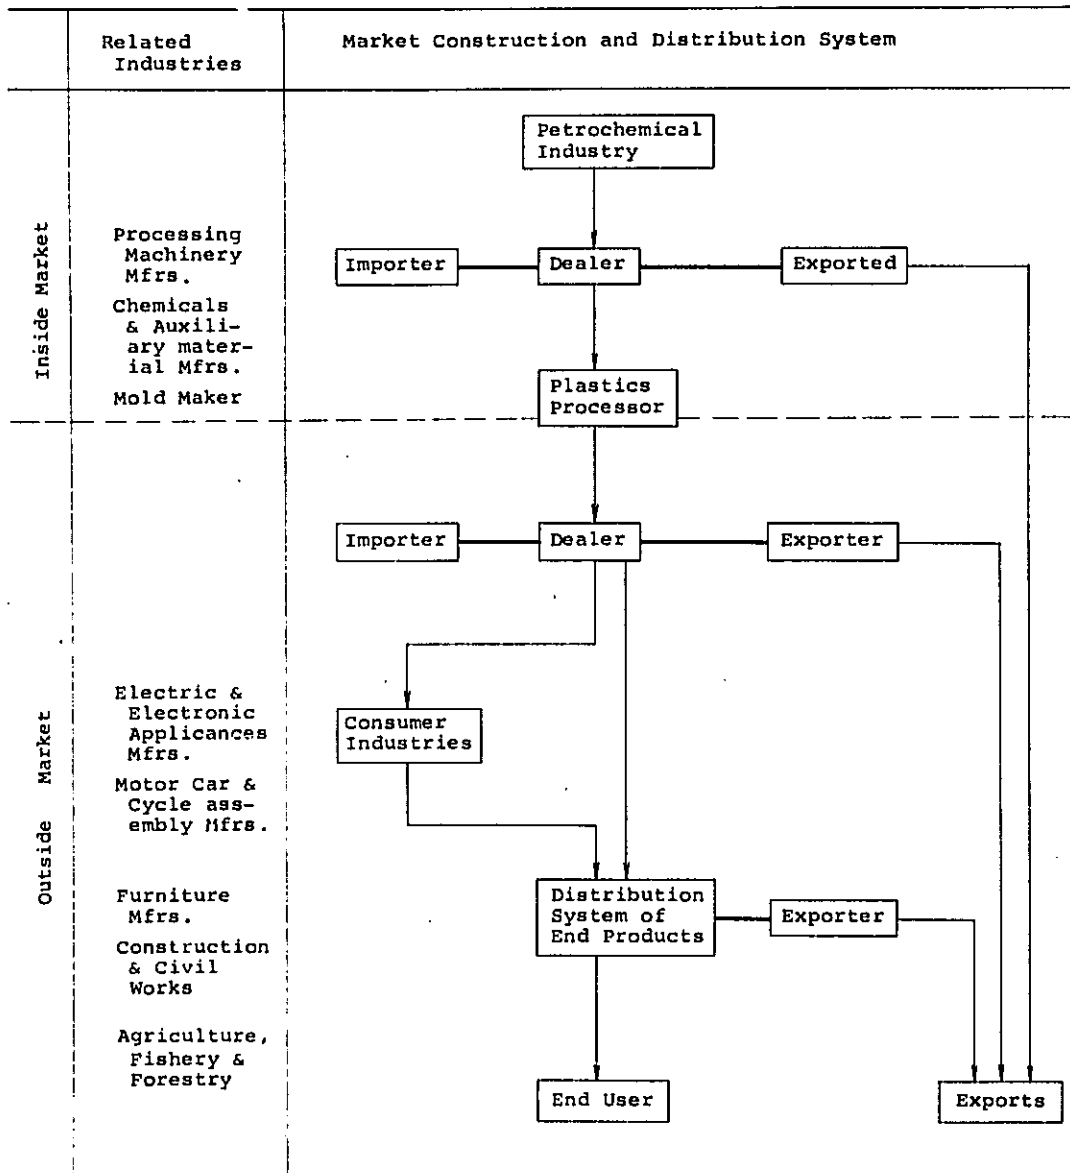 Related
Industries
Market Construction and Distribution System
Inside Market
Processing
Machinery
Mfrs.
Chemicals
& Auxili-
ary mater-
ial Mfrs.
Mold Maker
Petrochemical
Industry
Importer
Dealer
Exported
Plastics
Processor
Outside Market
Electric &
Electronic
Applicances
Mfrs.
Motor Car &
Cycle ass-
embly Mfrs.
Furniture
Mfrs.
Construction
& Civil
Works
Agriculture,
Fishery &
Forestry
Importer
Dealer
Exporter
Consumer
Industries
Distribution
System of
End Products
Exporter
End User
Exports